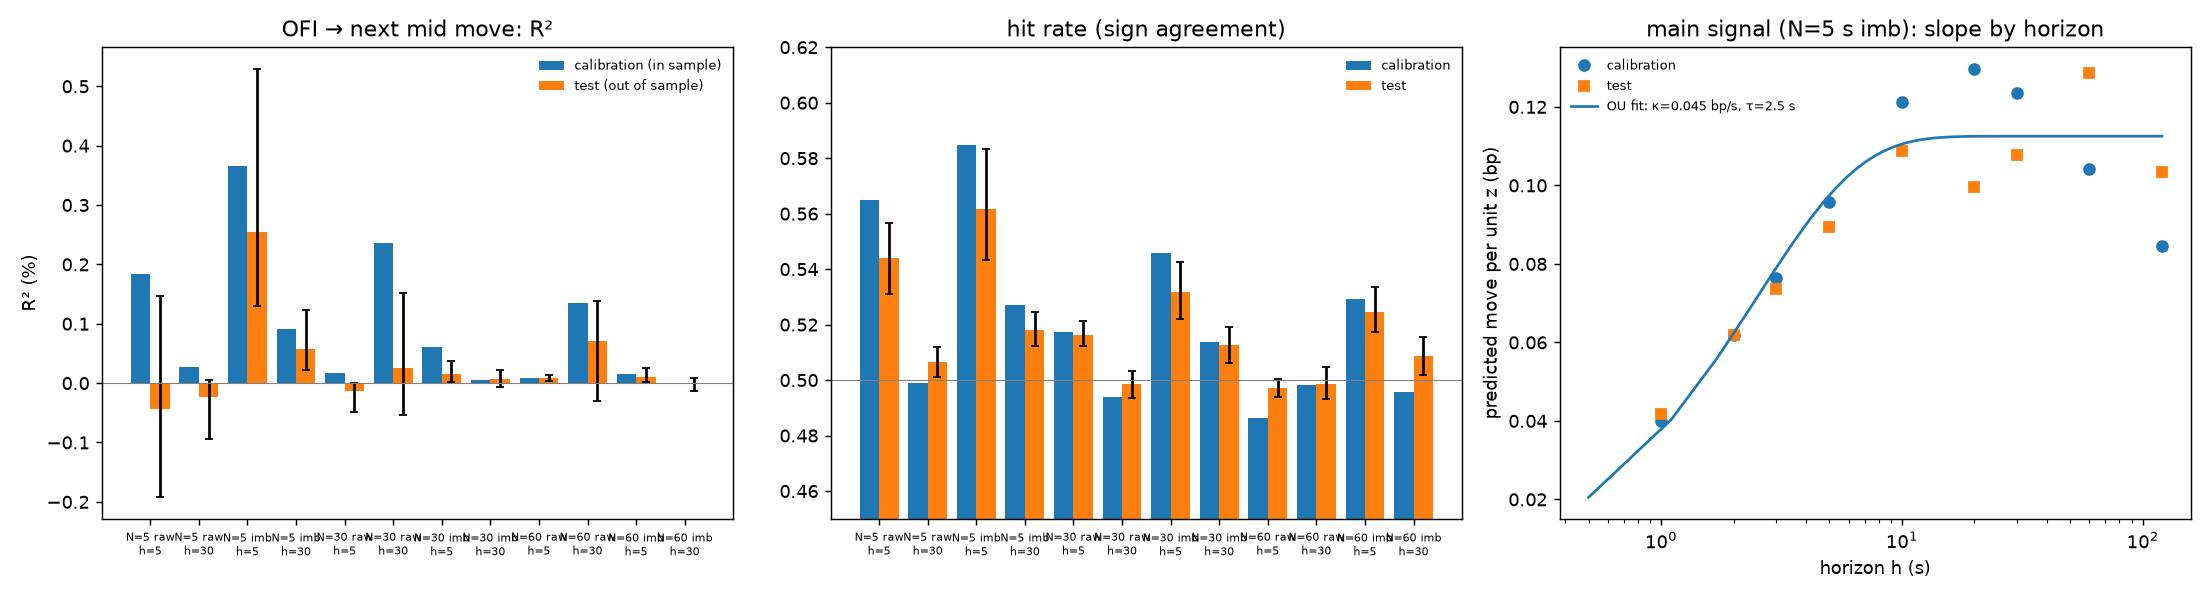 OFI → next mid move: R²
calibration (in sample)
test (out of sample)
R² (%)
0.5
0.4
0.3
0.2
0.1
0.0
−0.1
−0.2
N=5 raw
h=5
N=5 raw
h=30
N=5 imb
h=5
N=5 imb
h=30
N=30 raw
h=5
N=30 raw
h=30
N=30 imb
h=5
N=30 imb
h=30
N=60 raw
h=5
N=60 raw
h=30
N=60 imb
h=5
N=60 imb
h=30
hit rate (sign agreement)
calibration
test
0.62
0.60
0.58
0.56
0.54
0.52
0.50
0.48
0.46
N=5 raw
h=5
N=5 raw
h=30
N=5 imb
h=5
N=5 imb
h=30
N=30 raw
h=5
N=30 raw
h=30
N=30 imb
h=5
N=30 imb
h=30
N=60 raw
h=5
N=60 raw
h=30
N=60 imb
h=5
N=60 imb
h=30
main signal (N=5 s imb): slope by horizon
calibration
test
OU fit: κ=0.045 bp/s, τ=2.5 s
predicted move per unit z (bp)
0.12
0.10
0.08
0.06
0.04
0.02
10⁰
10¹
10²
horizon h (s)